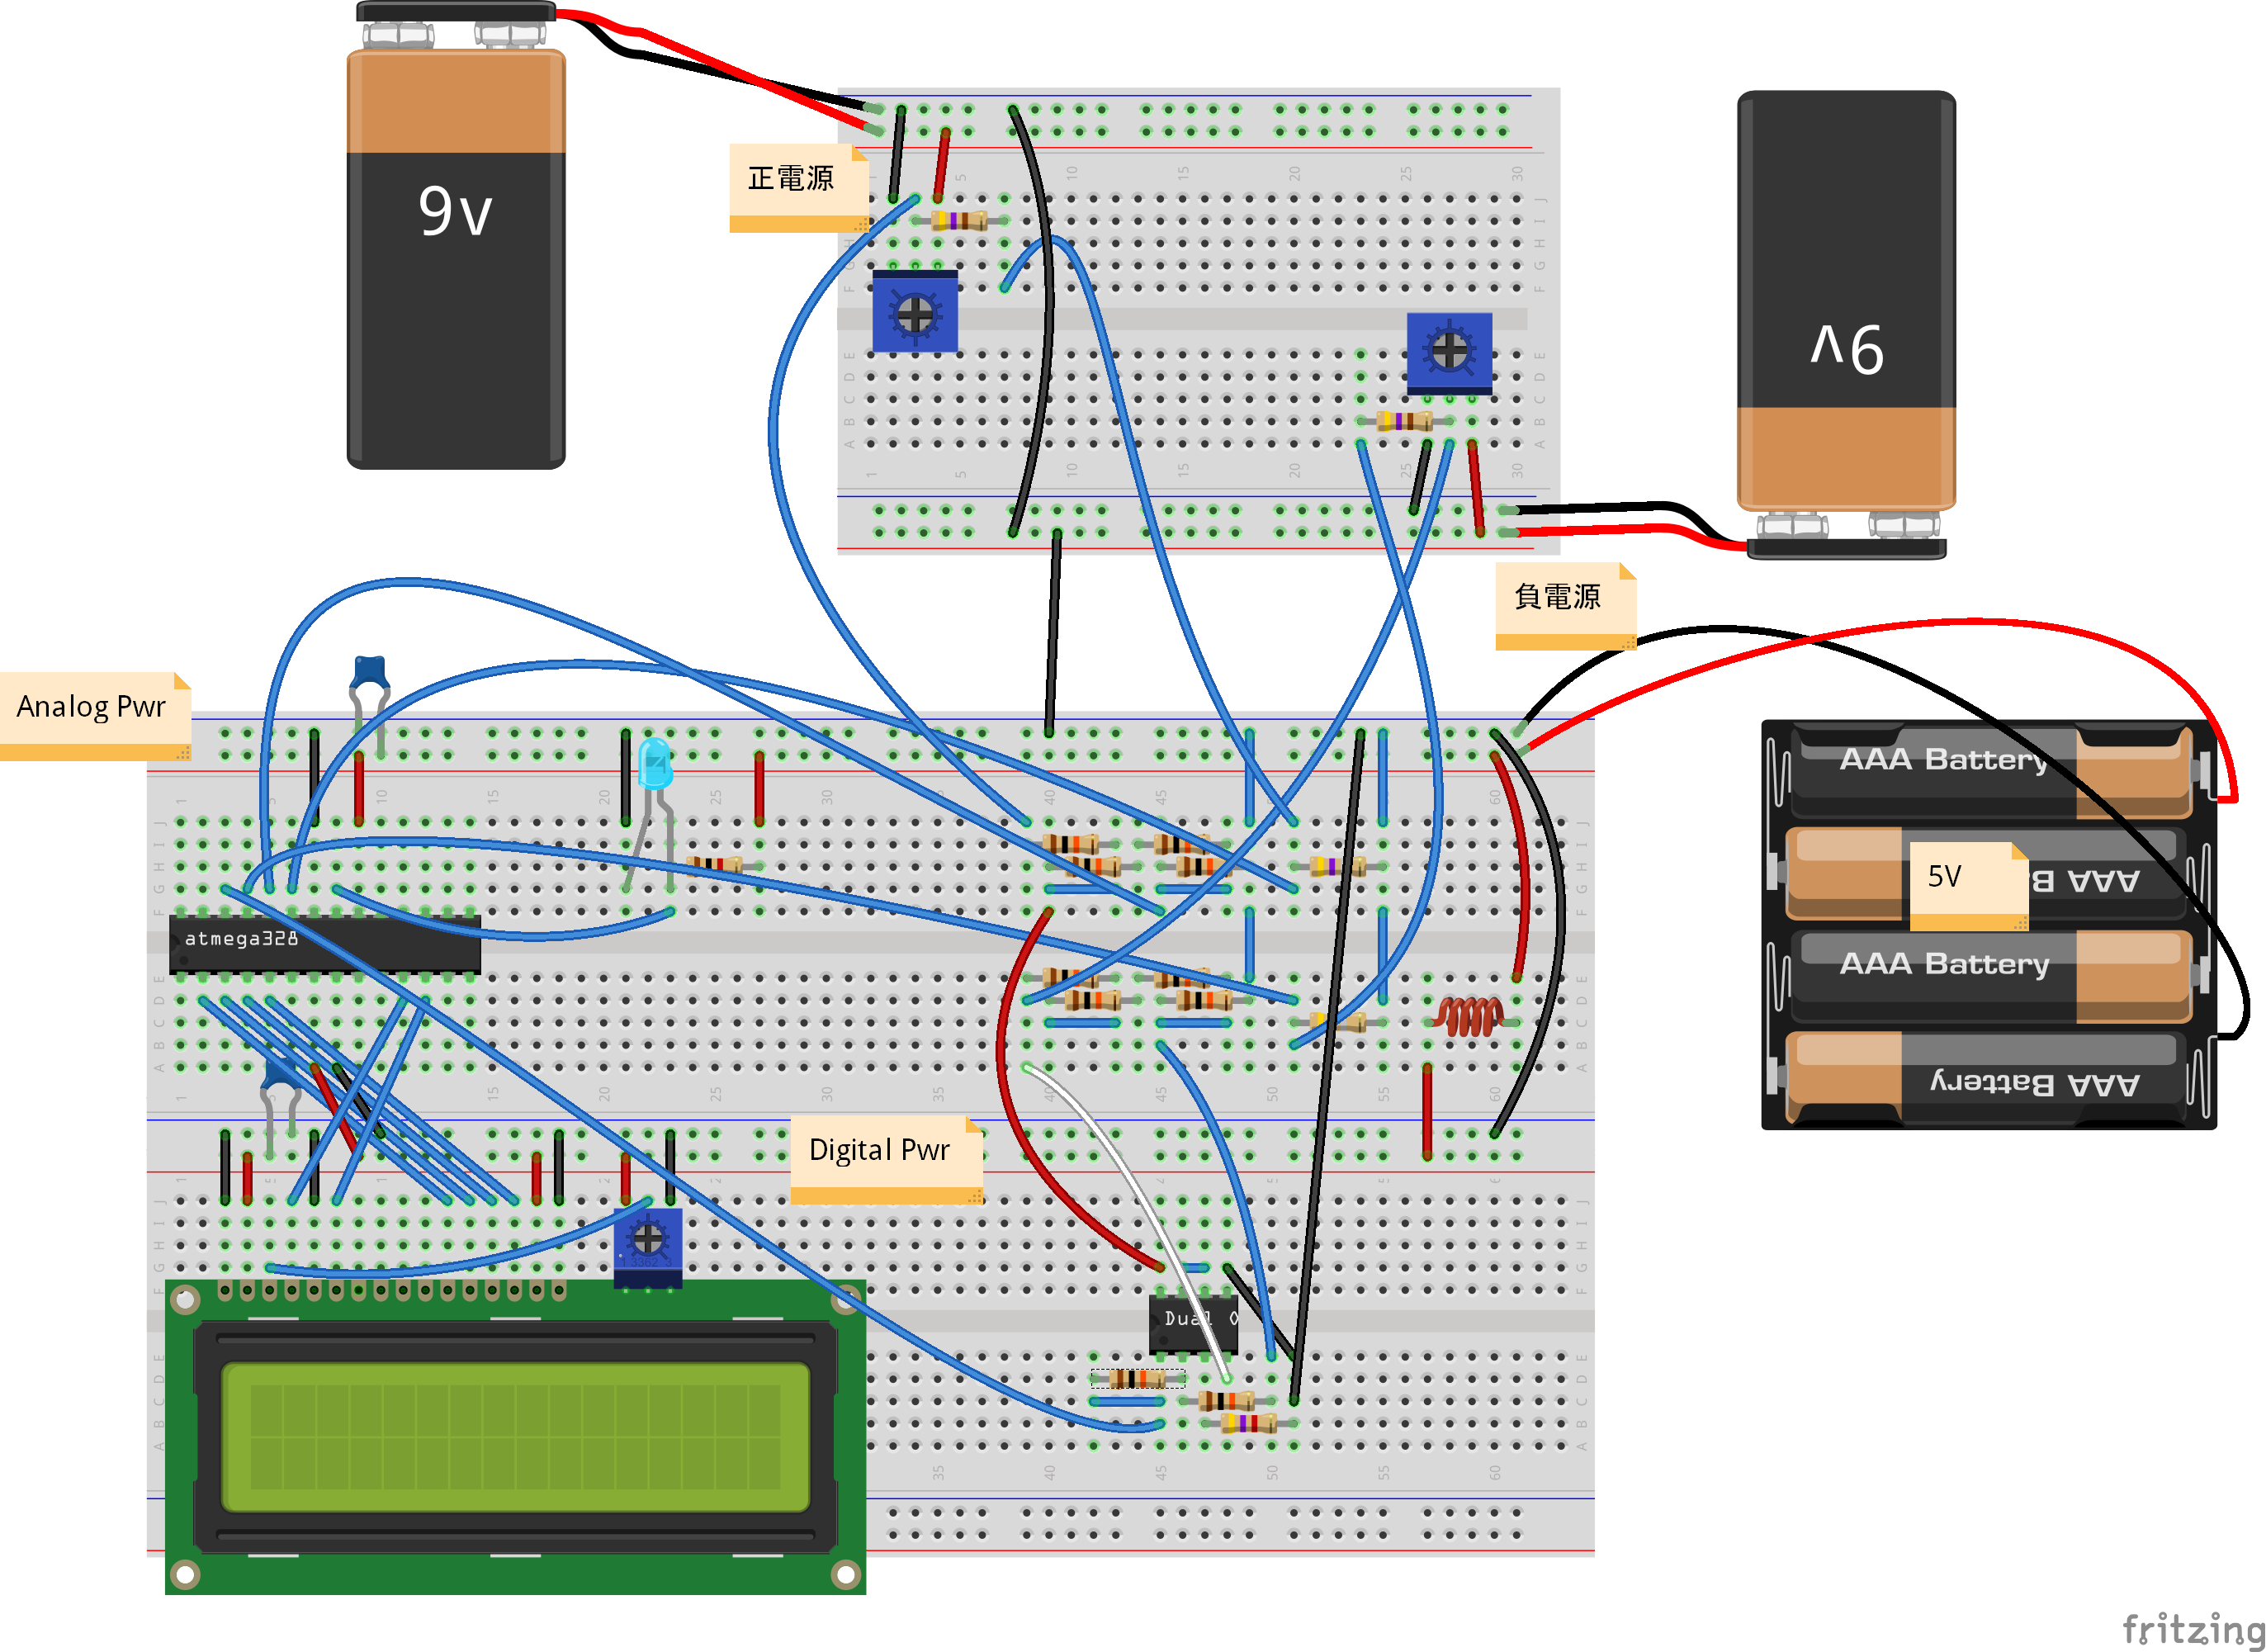 9v
正電源
9v
負電源
Analog Pwr
AAA Battery
AAA B
5V
AAA Battery
AAA Battery
atmega328
Digital Pwr
Dual O
fritzing